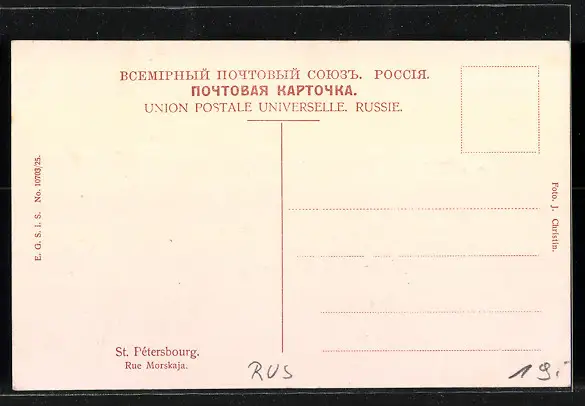 ВСЕМІРНЫЙ ПОЧТОВЫЙ СОЮЗЪ. РОССІЯ.
ПОЧТОВАЯ КАРТОЧКА.
UNION POSTALE UNIVERSELLE. RUSSIE.
E. G. S. i. S. No. 10703/25.
Foto. J. Christin.
St. Pétersbourg.
Rue Morskaja.
RUS
19.-